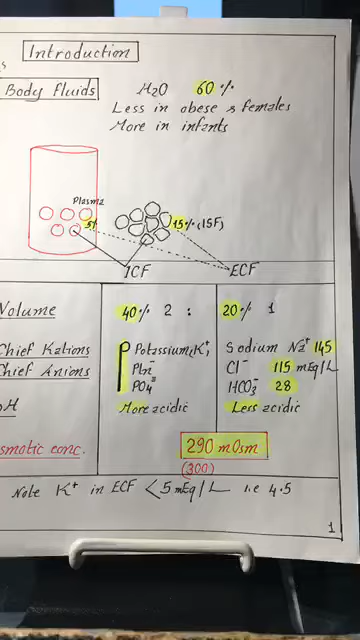 Introduction
Body fluids
H2O 60%
Less in obese & females
More in infants
Plasma
5%
15% (ISF)
ICF
ECF
Volume
40% 2 : 20% 1
Chief Kations
Potassium(K+)
Sodium Na+ 145
Chief Anions
Prt-
Cl- 115 mEq/L
PO4≡
HCO3- 28
pH
More acidic
Less acidic
smotic conc.
290 mOsm
(300)
Note K+ in ECF <5 mEq/L i.e 4.5
1